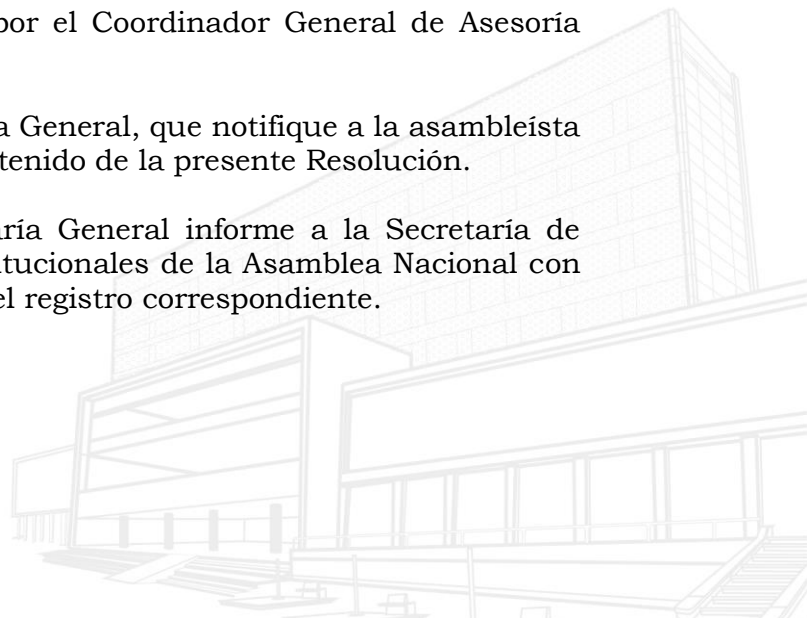 por el Coordinador General de Asesoría
a General, que notifique a la asambleísta
tenido de la presente Resolución.
aría General informe a la Secretaría de
itucionales de la Asamblea Nacional con
el registro correspondiente.